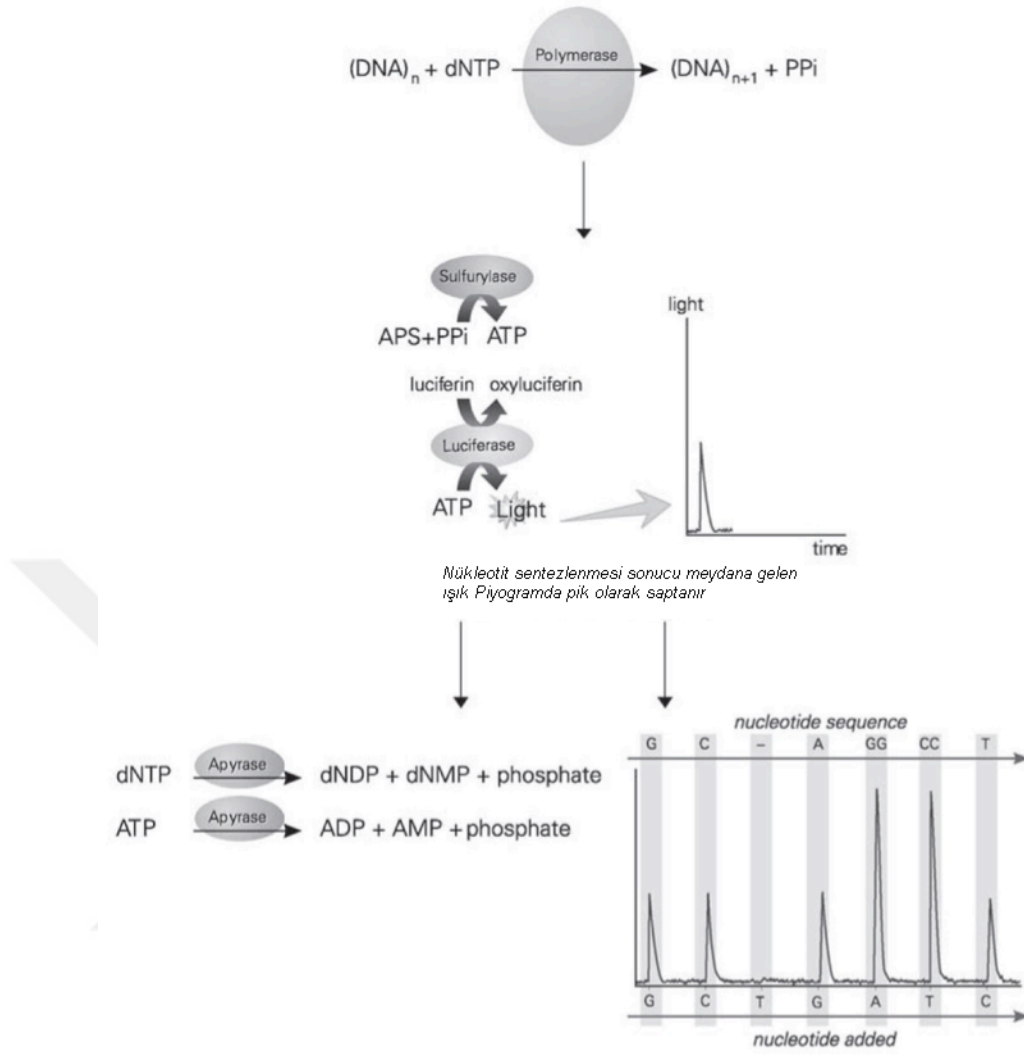 (DNA)n + dNTP Polymerase (DNA)n+1 + PPi
Sulfurylase
APS+PPi ATP
luciferin oxyluciferin
Luciferase
ATP Light
light
time
Nükleotit sentezlenmesi sonucu meydana gelen
ışık Piyogramda pik olarak saptanır
dNTP Apyrase dNDP + dNMP + phosphate
ATP Apyrase ADP + AMP + phosphate
nucleotide sequence
G C – A GG CC T
G C T G A T C
nucleotide added